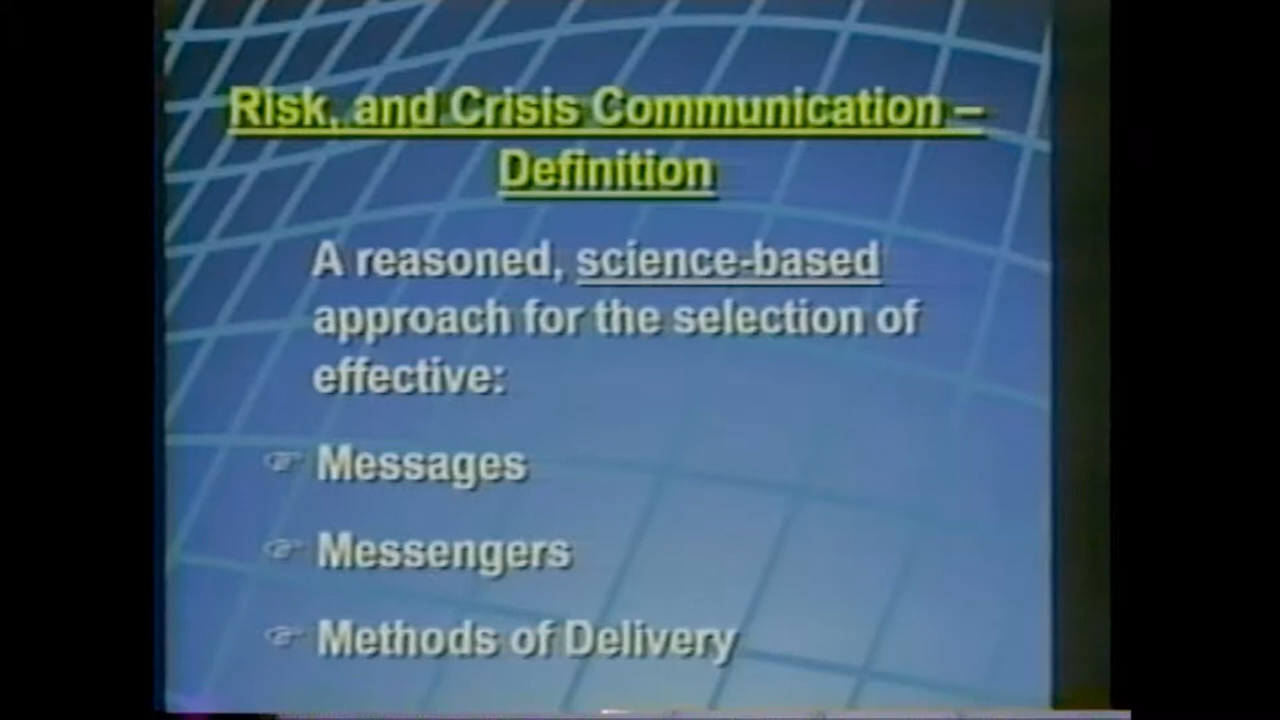 Risk, and Crisis Communication –
Definition
A reasoned, science-based
approach for the selection of
effective:
Messages
Messengers
Methods of Delivery